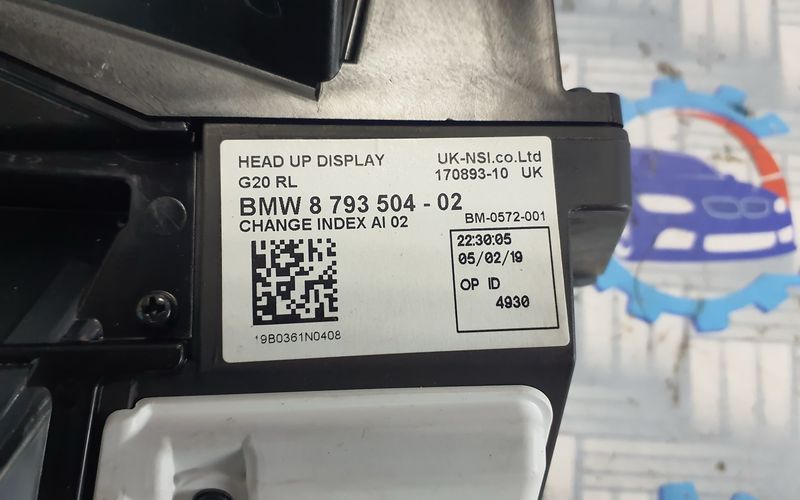 HEAD UP DISPLAY UK-NSI.co.Ltd
G20 RL 170893-10 UK
BMW 8 793 504 - 02
CHANGE INDEX AI 02 BM-0572-001
22:30:05
05/02/19
OP ID
4930
19B0361N0408